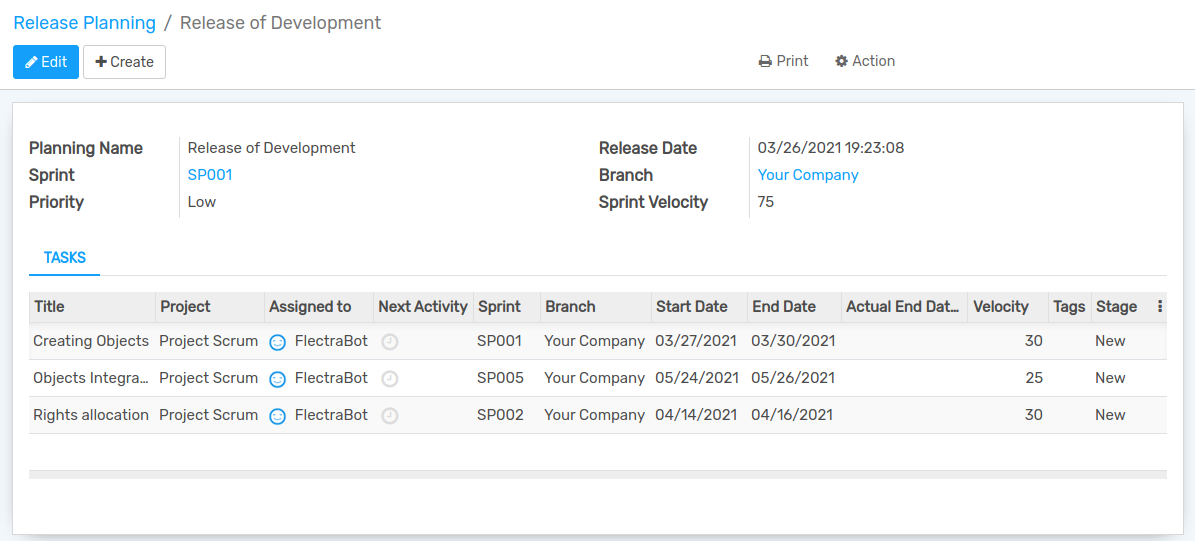 Release Planning / Release of Development
Edit Create Print Action
Planning Name Release of Development Release Date 03/26/2021 19:23:08
Sprint SP001 Branch Your Company
Priority Low Sprint Velocity 75
TASKS
Title Project Assigned to Next Activity Sprint Branch Start Date End Date Actual End Dat... Velocity Tags Stage
Creating Objects Project Scrum FlectraBot SP001 Your Company 03/27/2021 03/30/2021 30 New
Objects Integra... Project Scrum FlectraBot SP005 Your Company 05/24/2021 05/26/2021 25 New
Rights allocation Project Scrum FlectraBot SP002 Your Company 04/14/2021 04/16/2021 30 New